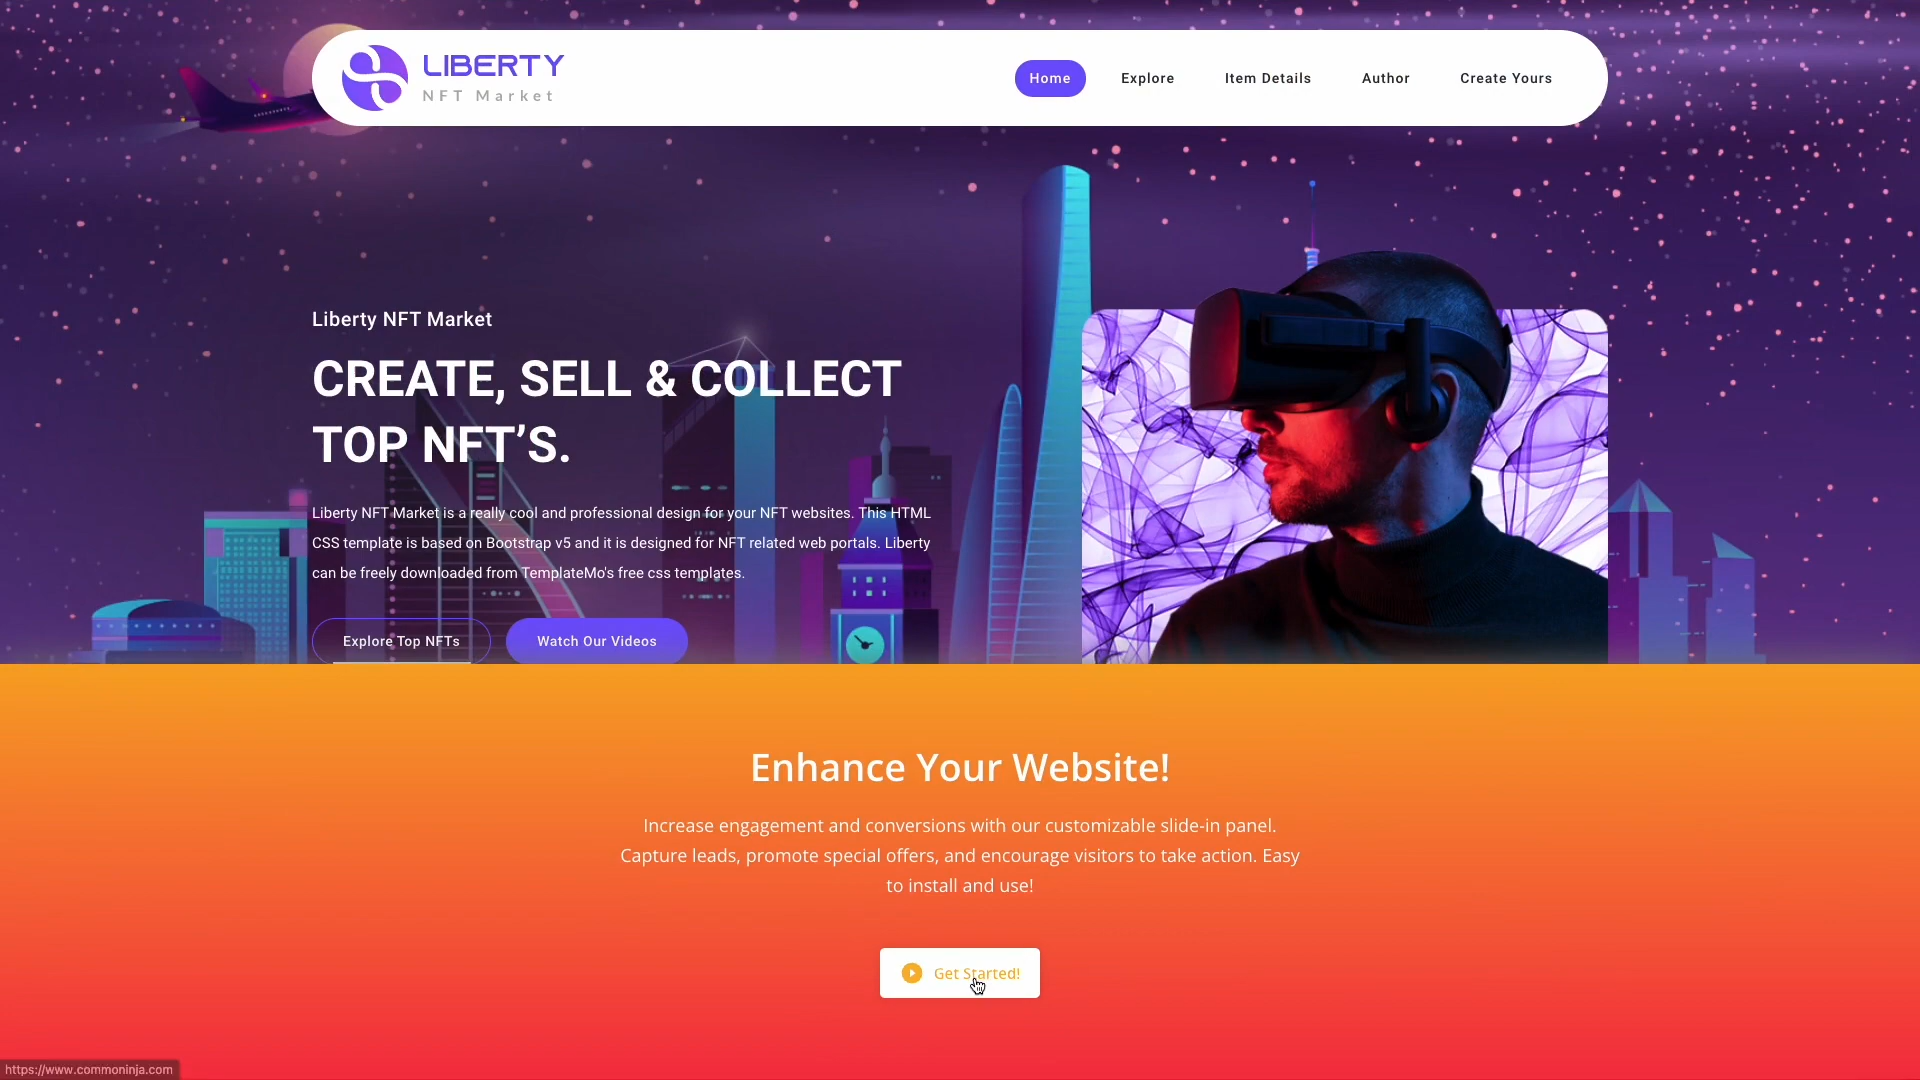 LIBERTY
NFT Market
Home Explore Item Details Author Create Yours
Liberty NFT Market
CREATE, SELL & COLLECT
TOP NFT’S.
Liberty NFT Market is a really cool and professional design for your NFT websites. This HTML
CSS template is based on Bootstrap v5 and it is designed for NFT related web portals. Liberty
can be freely downloaded from TemplateMo's free css templates.
Explore Top NFTs Watch Our Videos
Enhance Your Website!
Increase engagement and conversions with our customizable slide-in panel.
Capture leads, promote special offers, and encourage visitors to take action. Easy
to install and use!
Get Started!
https://www.commoninja.com